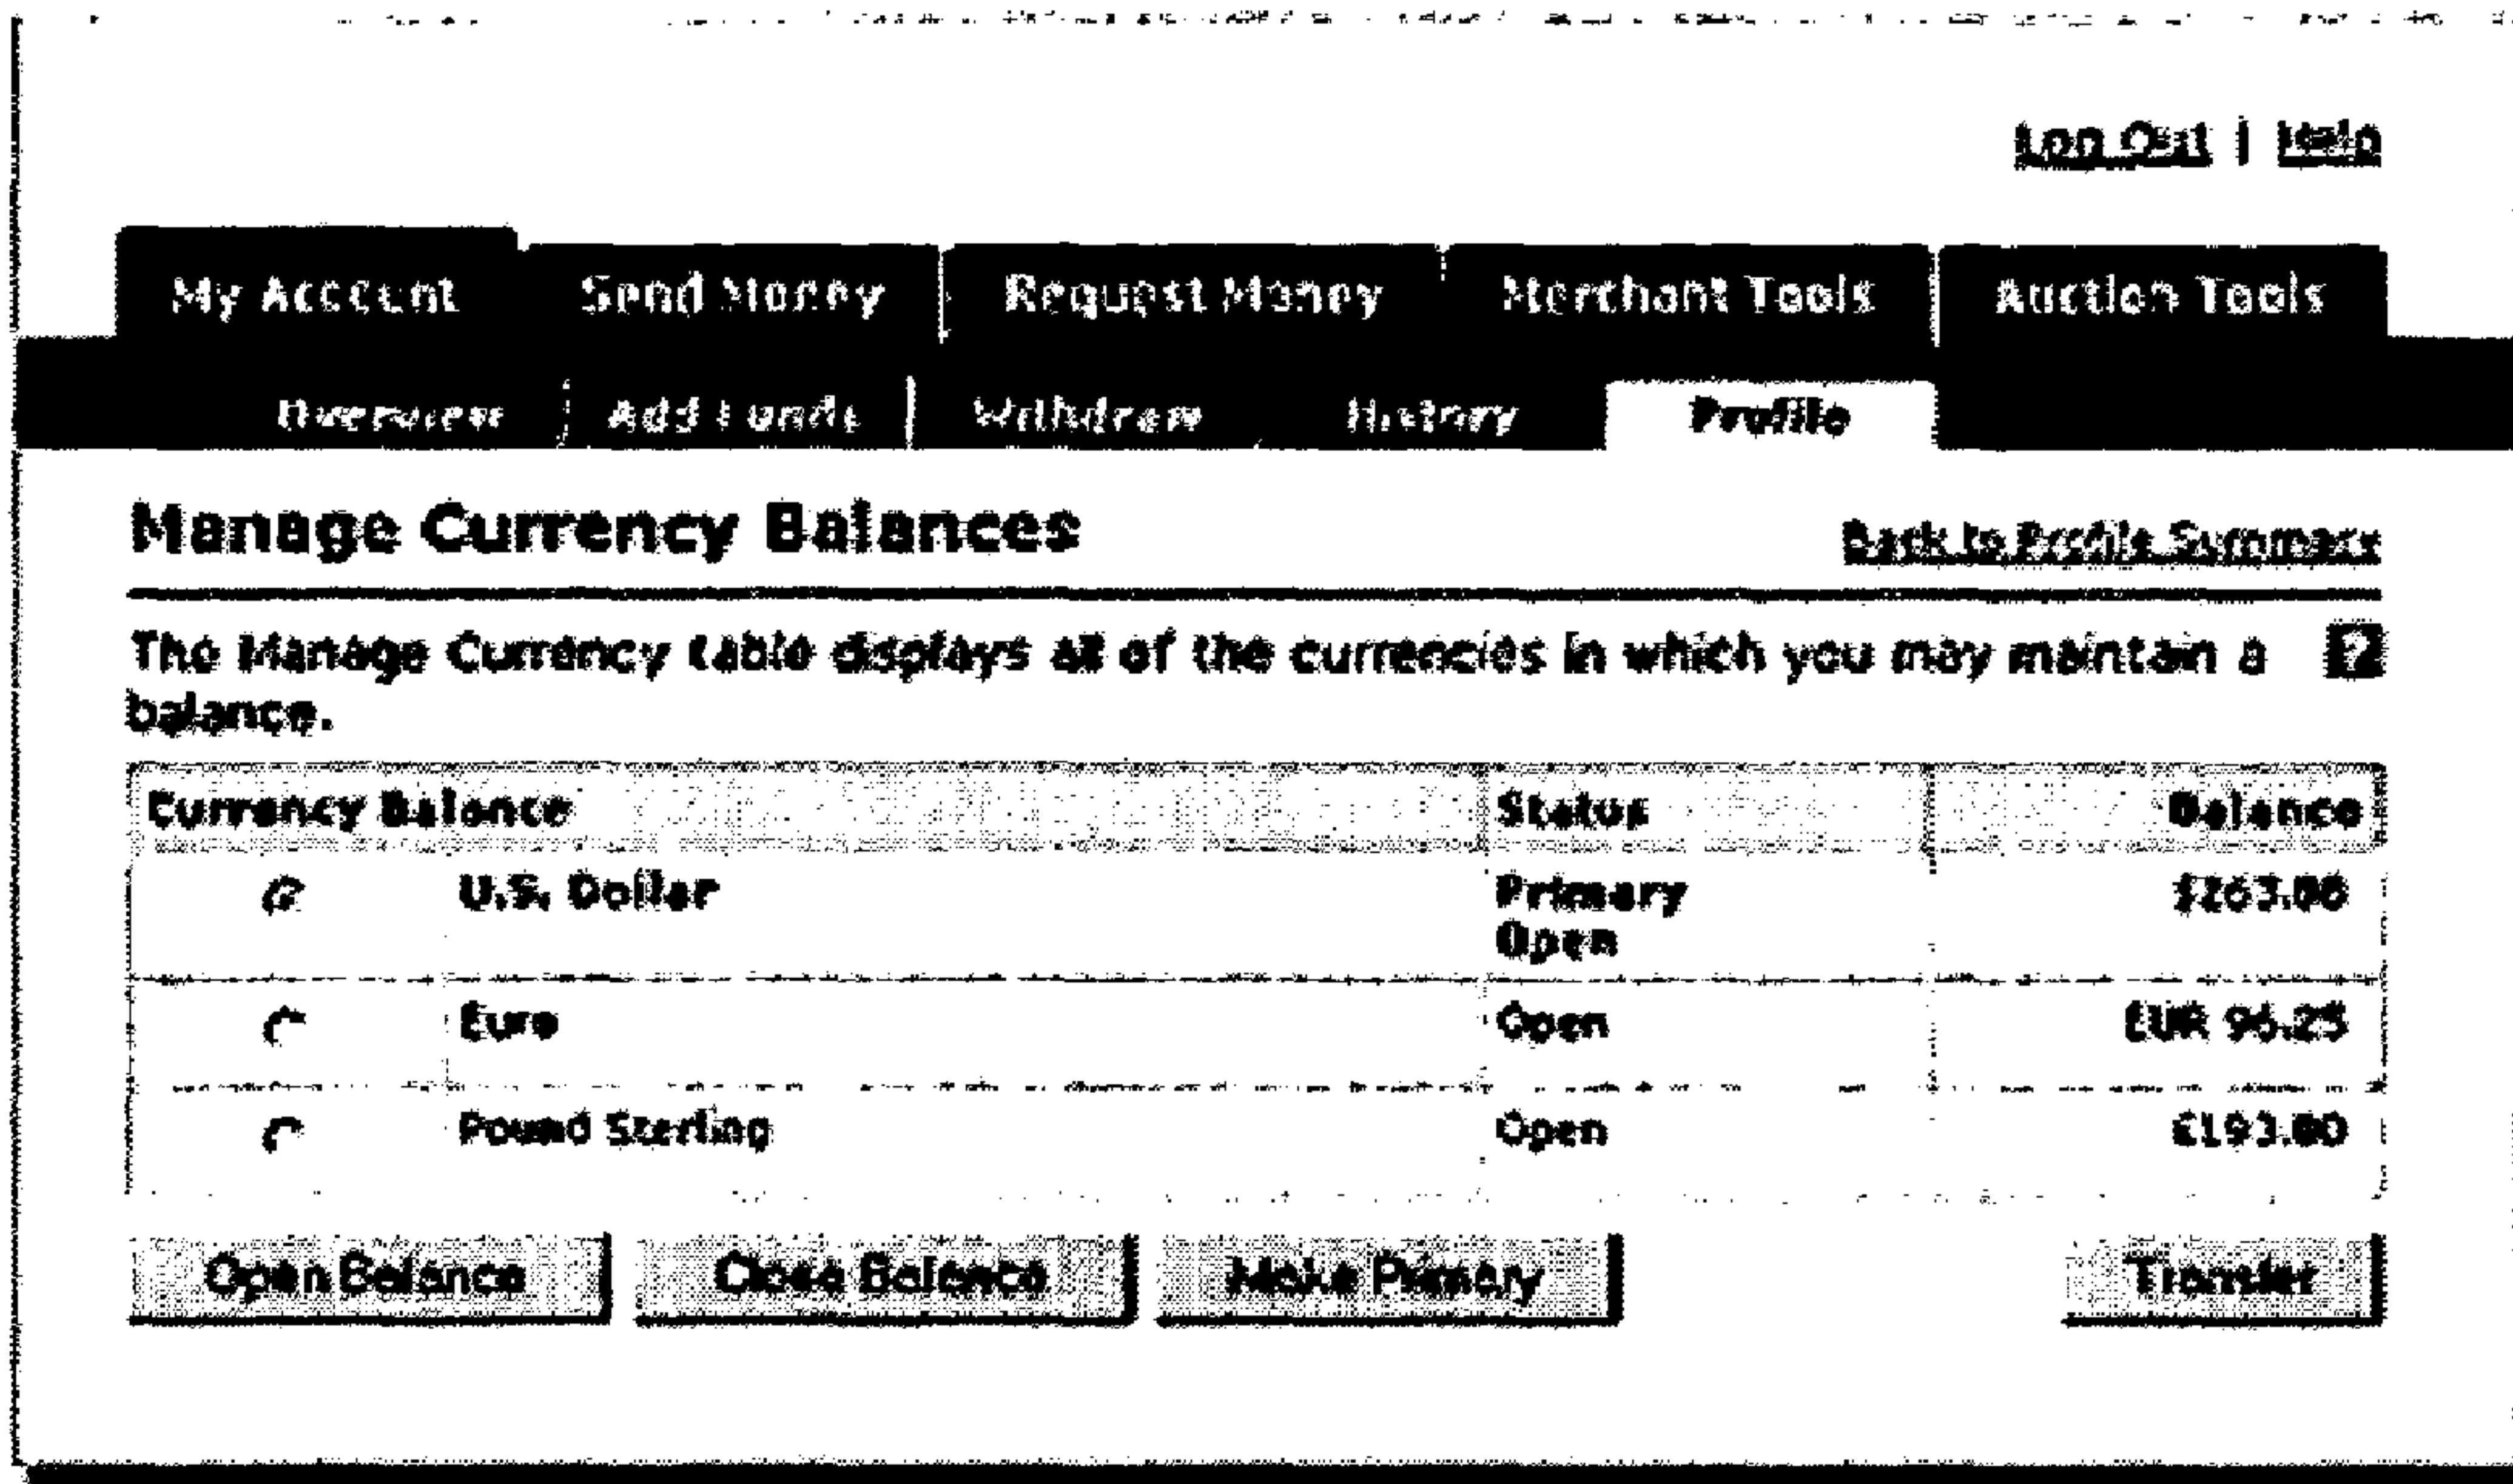 Log Out | Help
My Account Send Money Request Money Merchant Tools Auction Tools
Overview Add Funds Withdraw History Profile
Manage Currency Balances Back to Profile Summary
The Manage Currency table displays all of the currencies in which you may maintain a
balance.
Currency Balance Status Balance
U.S. Dollar Primary
Open
Euro Open EUR 96.25
Pound Sterling Open £193.00
Open Balance Close Balance Make Primary Transfer